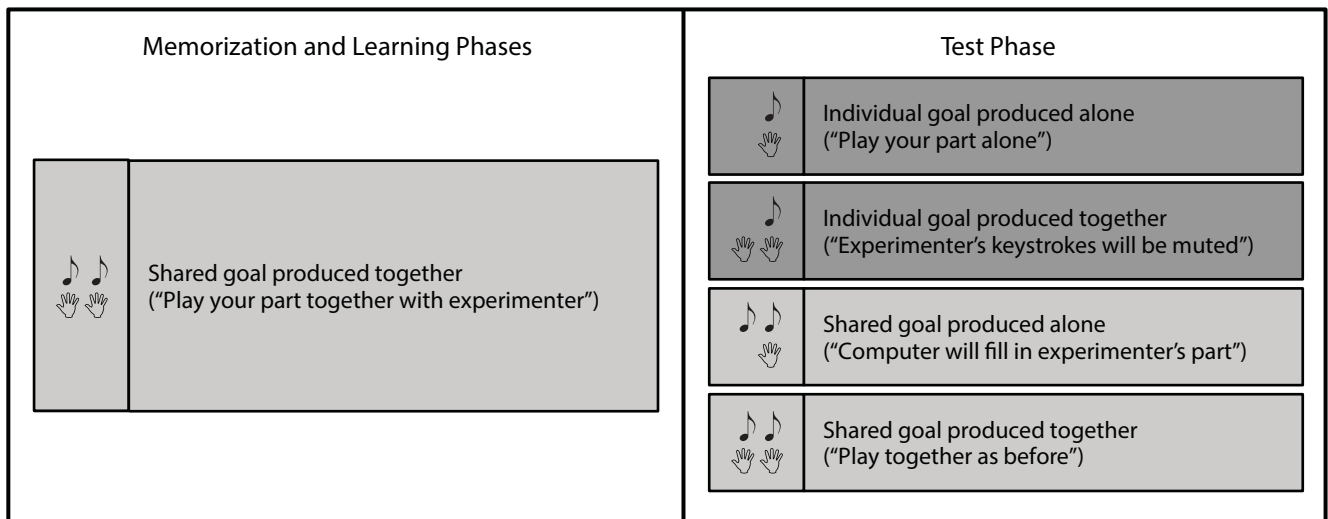 Memorization and Learning Phases
Shared goal produced together
(“Play your part together with experimenter”)
Test Phase
Individual goal produced alone
(“Play your part alone”)
Individual goal produced together
(“Experimenter’s keystrokes will be muted”)
Shared goal produced alone
(“Computer will fill in experimenter’s part”)
Shared goal produced together
(“Play together as before”)